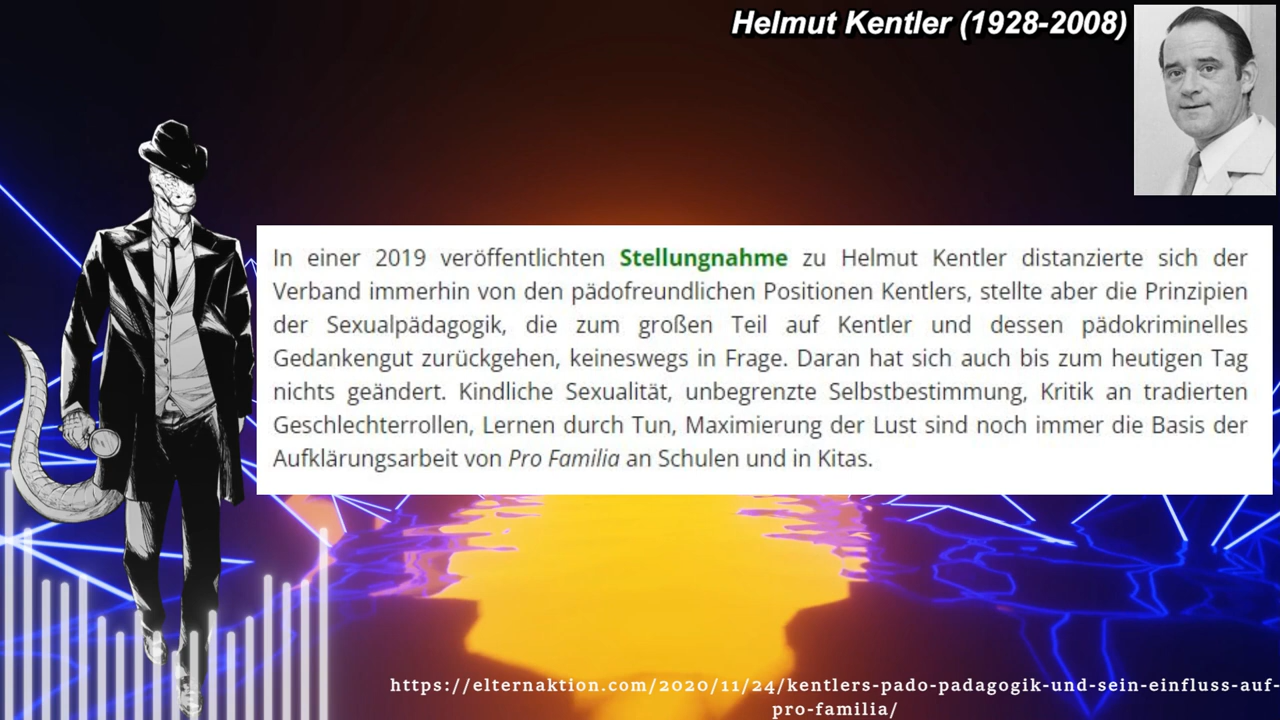 Helmut Kentler (1928-2008)
In einer 2019 veröffentlichten Stellungnahme zu Helmut Kentler distanzierte sich der
Verband immerhin von den pädofreundlichen Positionen Kentlers, stellte aber die Prinzipien
der Sexualpädagogik, die zum großen Teil auf Kentler und dessen pädokriminelles
Gedankengut zurückgehen, keineswegs in Frage. Daran hat sich auch bis zum heutigen Tag
nichts geändert. Kindliche Sexualität, unbegrenzte Selbstbestimmung, Kritik an tradierten
Geschlechterrollen, Lernen durch Tun, Maximierung der Lust sind noch immer die Basis der
Aufklärungsarbeit von Pro Familia an Schulen und in Kitas.
https://elternaktion.com/2020/11/24/kentlers-pado-padagogik-und-sein-einfluss-auf-
pro-familia/